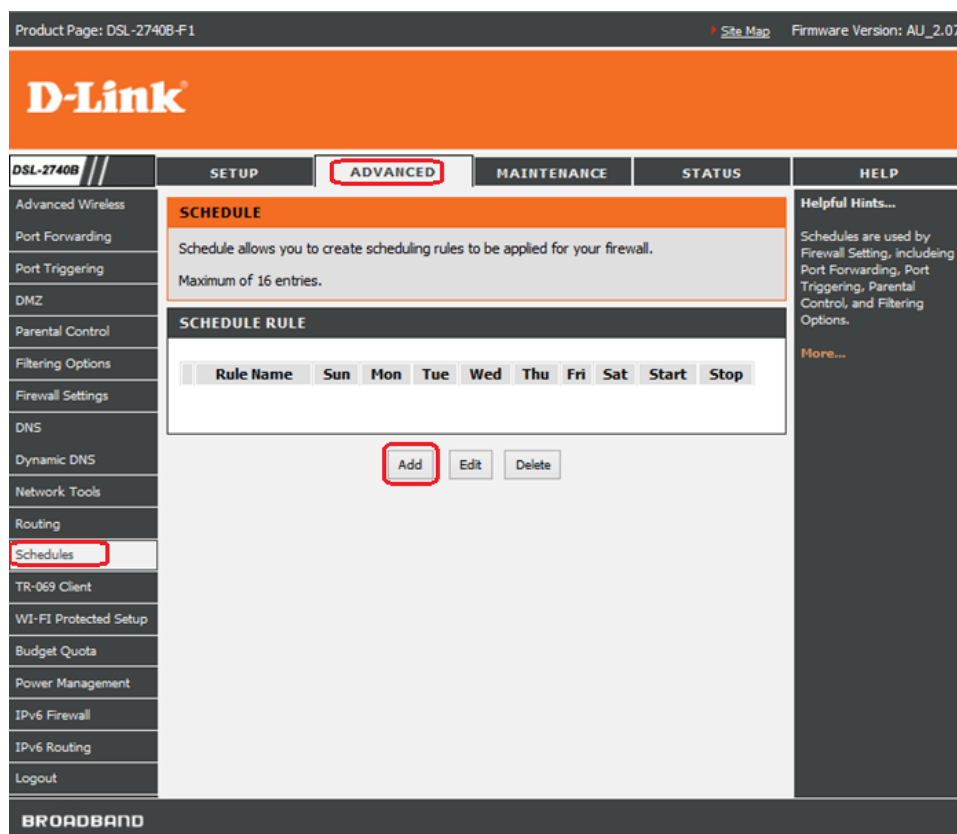 Product Page: DSL-2740B-F1 Site Map Firmware Version: AU_2.07
D-Link
DSL-2740B SETUP ADVANCED MAINTENANCE STATUS HELP
Advanced Wireless
Port Forwarding
Port Triggering
DMZ
Parental Control
Filtering Options
Firewall Settings
DNS
Dynamic DNS
Network Tools
Routing
Schedules
TR-069 Client
WI-FI Protected Setup
Budget Quota
Power Management
IPv6 Firewall
IPv6 Routing
Logout
SCHEDULE
Schedule allows you to create scheduling rules to be applied for your firewall.
Maximum of 16 entries.
SCHEDULE RULE
Rule Name Sun Mon Tue Wed Thu Fri Sat Start Stop
Add Edit Delete
Helpful Hints...
Schedules are used by
Firewall Setting, includeing
Port Forwarding, Port
Triggering, Parental
Control, and Filtering
Options.
More...
BROADBAND